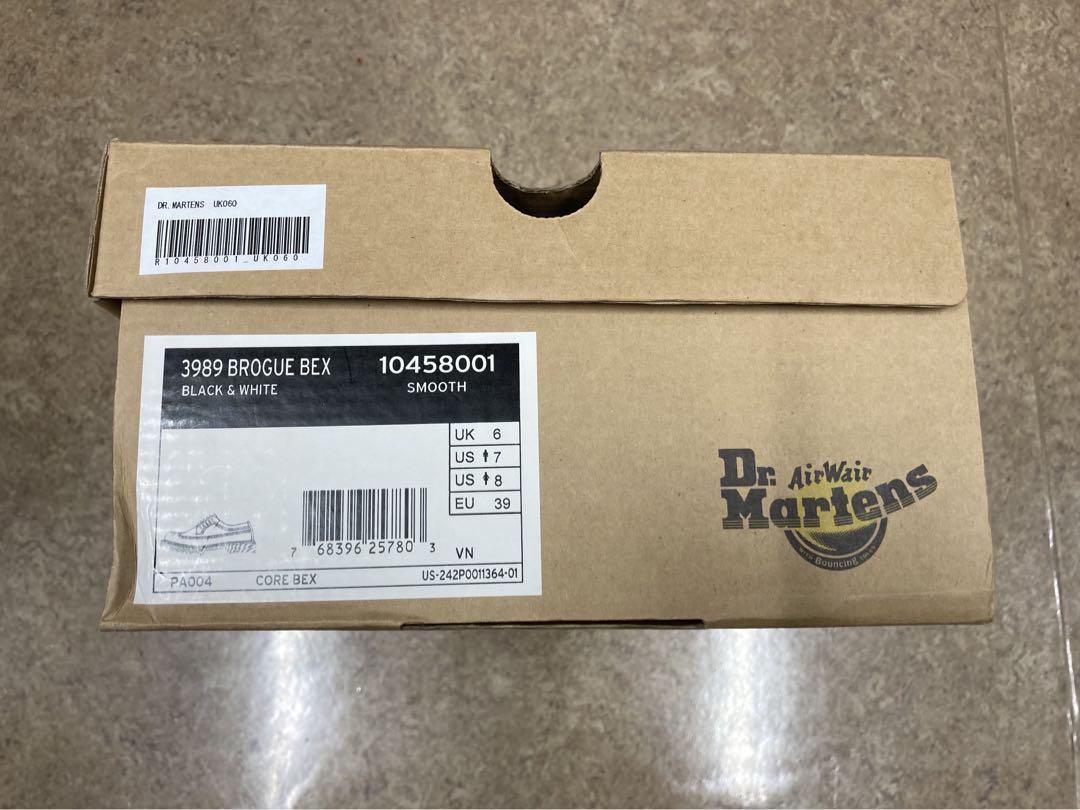 DR. MARTENS UK060
R10458001_UK060
3989 BROGUE BEX 10458001
BLACK & WHITE SMOOTH
UK 6
US 7
US 8
EU 39
7 68396 25780 3
VN
PA004 CORE BEX US-242P0011364-01
Dr. AirWair
Martens
WITH Bouncing SOLES